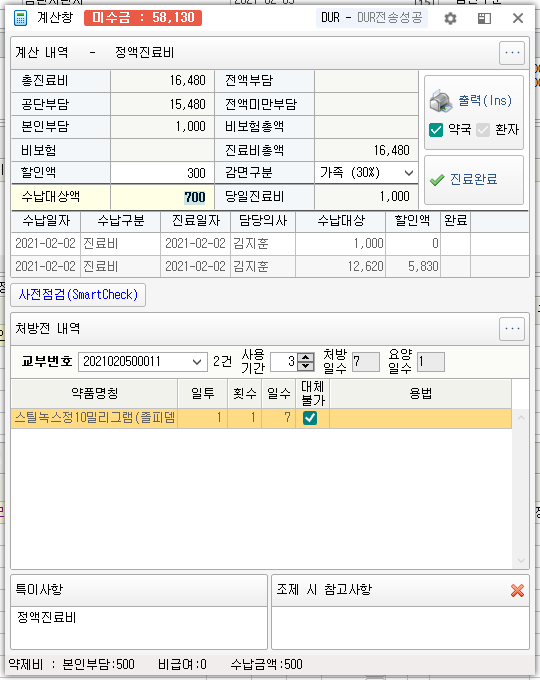 계산창 미수금 : 58,130 DUR - DUR전송성공
계산 내역 - 정액진료비 ...
총진료비 16,480 전액부담
공단부담 15,480 전액미만부담
본인부담 1,000 비보험총액
비보험 진료비총액 16,480
할인액 300 감면구분 가족 (30%)
수납대상액 700 당일진료비 1,000
출력(Ins)
약국 환자
진료완료
수납일자 수납구분 진료일자 담당의사 수납대상 할인액 완료
2021-02-02 진료비 2021-02-02 김지훈 1,000 0
2021-02-02 진료비 2021-02-02 김지훈 12,620 5,830
사전점검(SmartCheck)
처방전 내역 ...
교부번호 2021020500011 2건 사용기간 3 처방일수 7 요양일수 1
약품명칭 일투 횟수 일수 대체불가 용법
스틸녹스정10밀리그램(졸피뎀 1 1 7
특이사항
정액진료비
조제 시 참고사항
약제비 : 본인부담:500 비급여:0 수납금액:500